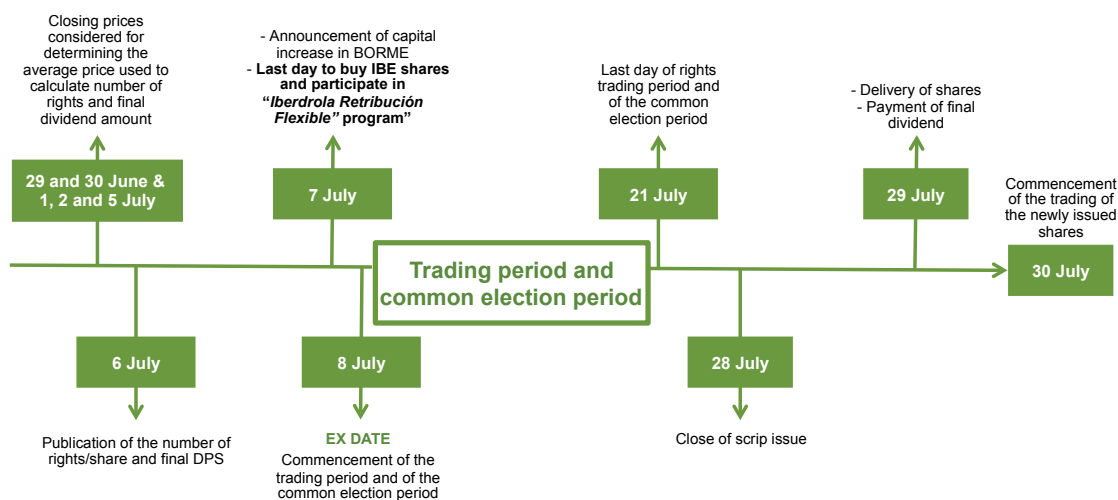 Closing prices
considered for
determining the
average price used to
calculate number of
rights and final
dividend amount
29 and 30 June &
1, 2 and 5 July
- Announcement of capital
increase in BORME
- Last day to buy IBE shares
and participate in
“Iberdrola Retribución
Flexible” program”
7 July
Last day of rights
trading period and
of the common
election period
21 July
- Delivery of shares
- Payment of final
dividend
29 July
Commencement
of the trading of
the newly issued
shares
30 July
Trading period and
common election period
6 July
Publication of the number of
rights/share and final DPS
8 July
EX DATE
Commencement of the
trading period and of the
common election period
28 July
Close of scrip issue